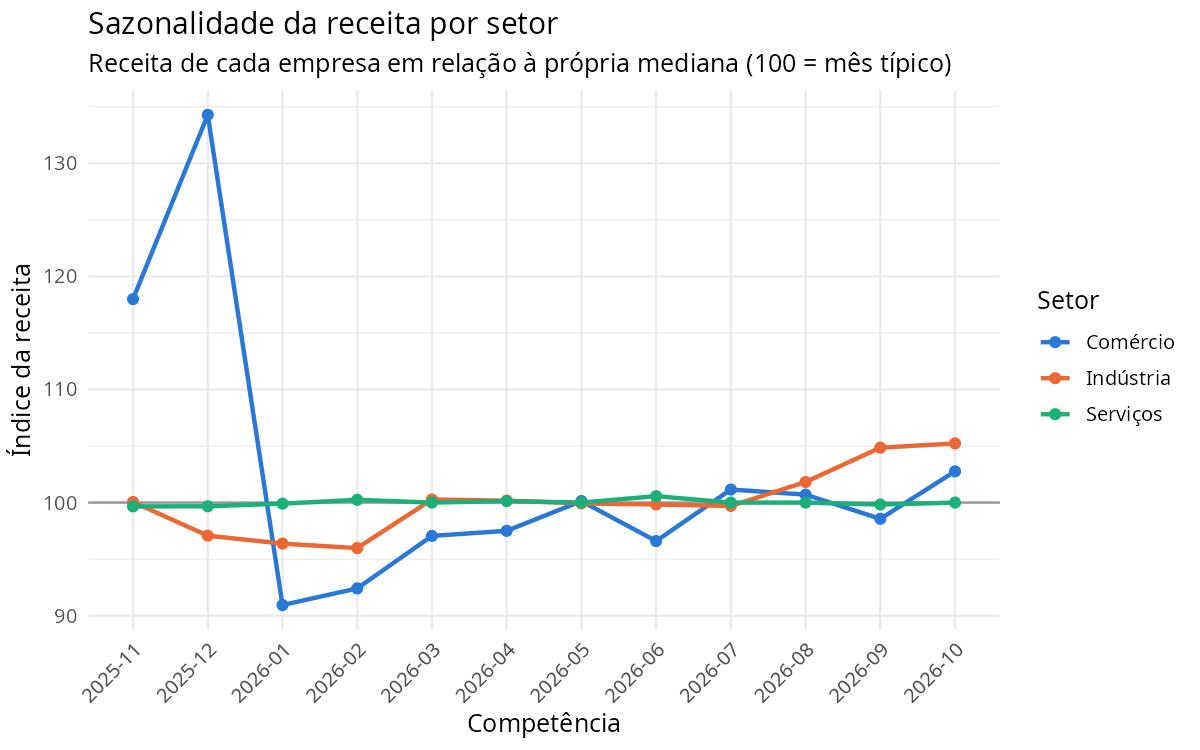 Sazonalidade da receita por setor
Receita de cada empresa em relação à própria mediana (100 = mês típico)
Índice da receita
130
120
110
100
90
2025-11
2025-12
2026-01
2026-02
2026-03
2026-04
2026-05
2026-06
2026-07
2026-08
2026-09
2026-10
Competência
Setor
Comércio
Indústria
Serviços